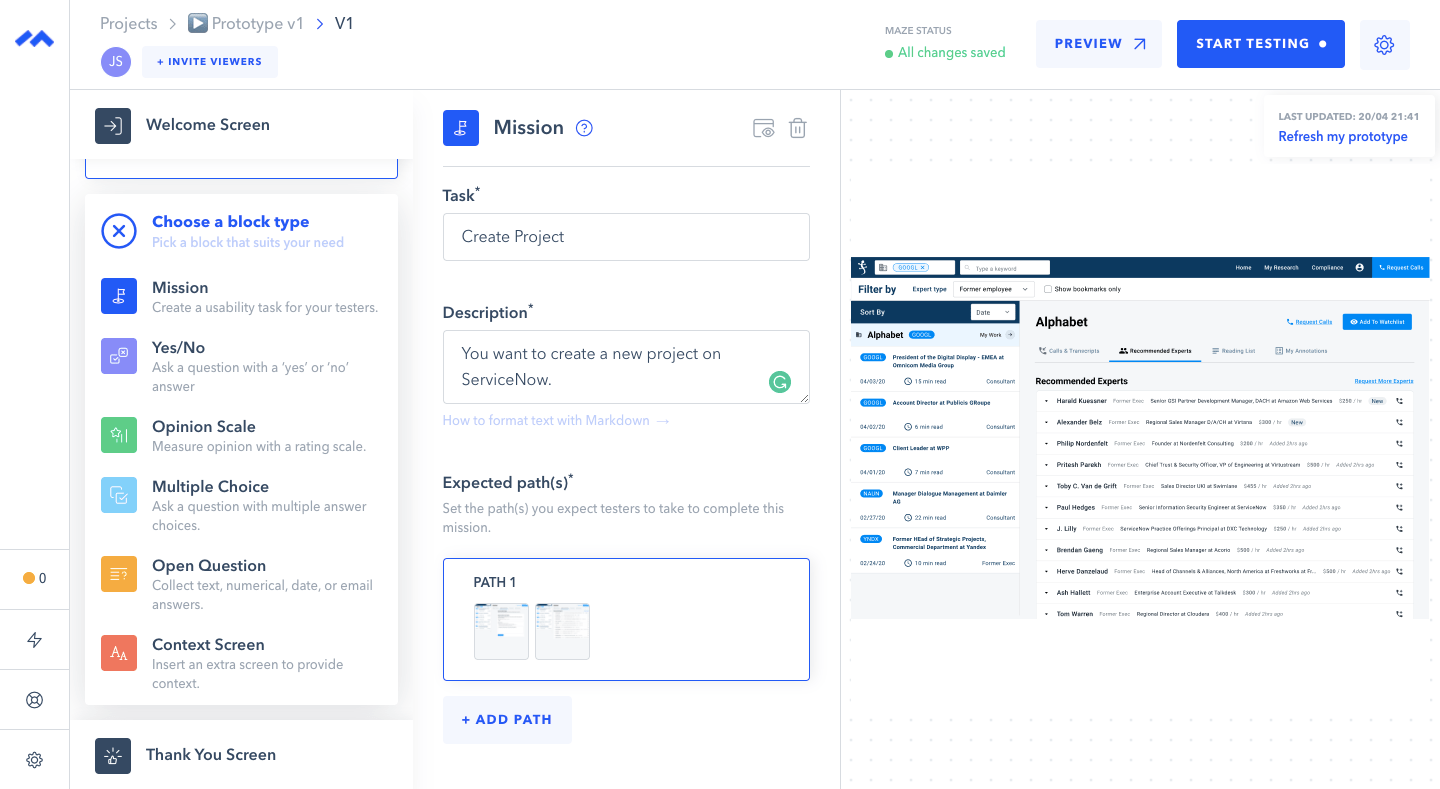 Projects > Prototype v1 > V1
JS
+ INVITE VIEWERS
MAZE STATUS
All changes saved
PREVIEW
START TESTING
Welcome Screen
Choose a block type
Pick a block that suits your need
Mission
Create a usability task for your testers.
Yes/No
Ask a question with a ‘yes’ or ‘no’
answer
Opinion Scale
Measure opinion with a rating scale.
Multiple Choice
Ask a question with multiple answer
choices.
Open Question
Collect text, numerical, date, or email
answers.
Context Screen
Insert an extra screen to provide
context.
Thank You Screen
0
Mission
Task*
Create Project
Description*
You want to create a new project on
ServiceNow.
How to format text with Markdown →
Expected path(s)*
Set the path(s) you expect testers to take to complete this
mission.
PATH 1
+ ADD PATH
LAST UPDATED: 20/04 21:41
Refresh my prototype
GOOGL ×
Type a keyword
Home
My Research
Compliance
Request Calls
Filter by
Expert type
Former employee
Show bookmarks only
Sort By
Date
Alphabet GOOGL My Work
GOOGL President of the Digital Display - EMEA at
Omnicom Media Group
04/03/20 15 min read Consultant
GOOGL Account Director at Publicis GRoupe
04/02/20 6 min read Consultant
GOOGL Client Leader at WPP
04/01/20 7 min read Consultant
NAUN Manager Dialogue Management at Daimler
AG
02/27/20 22 min read Consultant
YNDX Former HEad of Strategic Projects,
Commercial Department at Yandex
02/24/20 10 min read Former Exec
Alphabet
Request Calls
Add To Watchlist
Calls & Transcripts
Recommended Experts
Reading List
My Annotations
Recommended Experts
Request More Experts
Harald Kuessner Former Exec Senior GSI Partner Development Manager, DACH at Amazon Web Services $250 / hr New
Alexander Belz Former Exec Regional Sales Manager D/A/CH at Virtana $300 / hr New
Philip Nordenfelt Former Exec Founder at Nordenfelt Consulting $200 / hr Added 2hrs ago
Pritesh Parekh Former Exec Chief Trust & Security Officer, VP of Engineering at Virtustream $500 / hr Added 2hrs ago
Toby C. Van de Grift Former Exec Sales Director UKI at Swimlane $455 / hr Added 2hrs ago
Paul Hedges Former Exec Senior Information Security Engineer at ServiceNow $350 / hr Added 2hrs ago
J. Lilly Former Exec ServiceNow Practice Offerings Principal at DXC Technology $250 / hr Added 2hrs ago
Brendan Gaeng Former Exec Regional Sales Manager at Acorio $500 / hr Added 2hrs ago
Herve Danzelaud Former Exec Head of Channels & Alliances, North America at Freshworks at Fr... $500 / hr Added 2hrs ago
Ash Hallett Former Exec Enterprise Account Executive at Talkdesk $300 / hr Added 2hrs ago
Tom Warren Former Exec Regional Director at Cloudera $400 / hr Added 2hrs ago